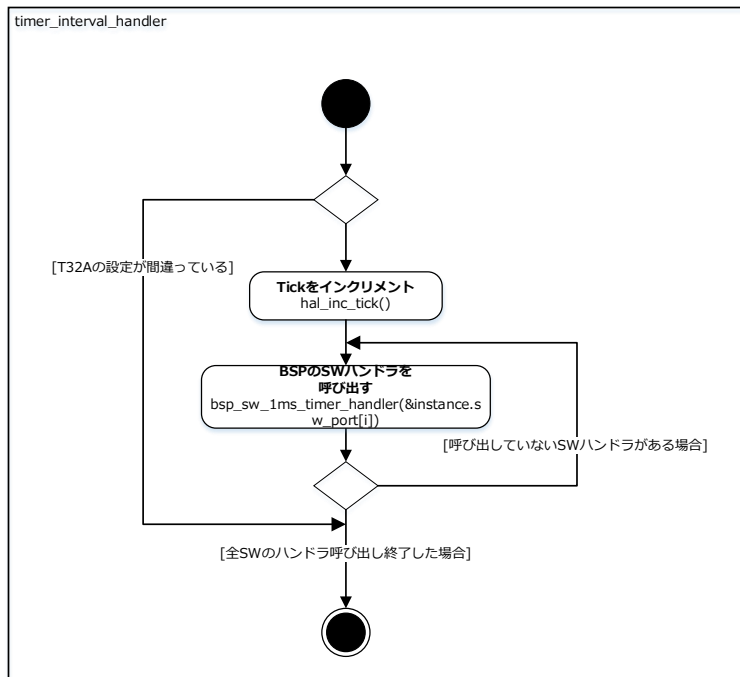 timer_interval_handler
[T32Aの設定が間違っている]
Tickをインクリメント
hal_inc_tick()
BSPのSWハンドラを
呼び出す
bsp_sw_1ms_timer_handler(&instance.s
w_port[i])
[呼び出していないSWハンドラがある場合]
[全SWのハンドラ呼び出し終了した場合]